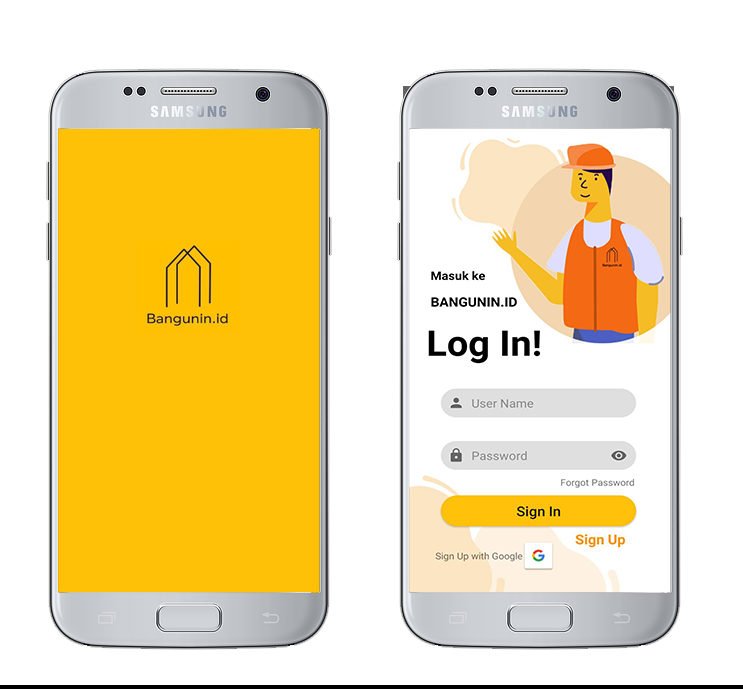 SAMSUNG
Bangunin.id
SAMSUNG
Bangunin.id
Masuk ke
BANGUNIN.ID
Log In!
User Name
Password
Forgot Password
Sign In
Sign Up
Sign Up with Google G